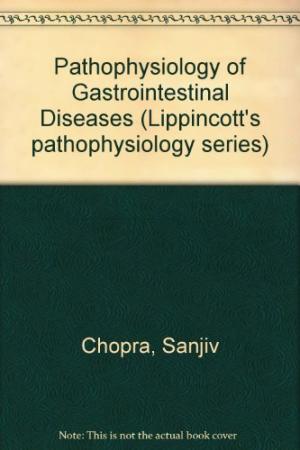 Pathophysiology of
Gastrointestinal
Diseases (Lippincott's
pathophysiology series)
Chopra, Sanjiv
Note: This is not the actual book cover